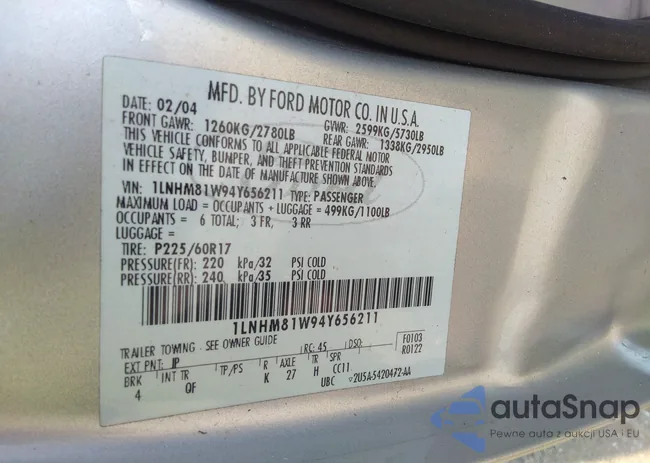 MFD. BY FORD MOTOR CO. IN U.S.A.
DATE: 02/04 GVWR: 2599KG/5730LB
FRONT GAWR: 1260KG/2780LB REAR GAWR: 1338KG/2950LB
THIS VEHICLE CONFORMS TO ALL APPLICABLE FEDERAL MOTOR
VEHICLE SAFETY, BUMPER, AND THEFT PREVENTION STANDARDS
IN EFFECT ON THE DATE OF MANUFACTURE SHOWN ABOVE.
VIN: 1LNHM81W94Y656211 TYPE: PASSENGER
MAXIMUM LOAD = OCCUPANTS + LUGGAGE = 499KG/1100LB
OCCUPANTS = 6 TOTAL; 3 FR, 3 RR
LUGGAGE =
TIRE: P225/60R17
PRESSURE(FR) 220 kPa/32 PSI COLD
PRESSURE(RR) 240 kPa/35 PSI COLD
1LNHM81W94Y656211
TRAILER TOWING - SEE OWNER GUIDE
EXT PNT: JP RC: 45 DSO: F0103
R0122
BRK INT TR TP/PS R AXLE TR SPR
4 QF K 27 H CC11
UBC 2U5A-5420472-AA
autaSnap
Pewne auta z aukcji USA i EU